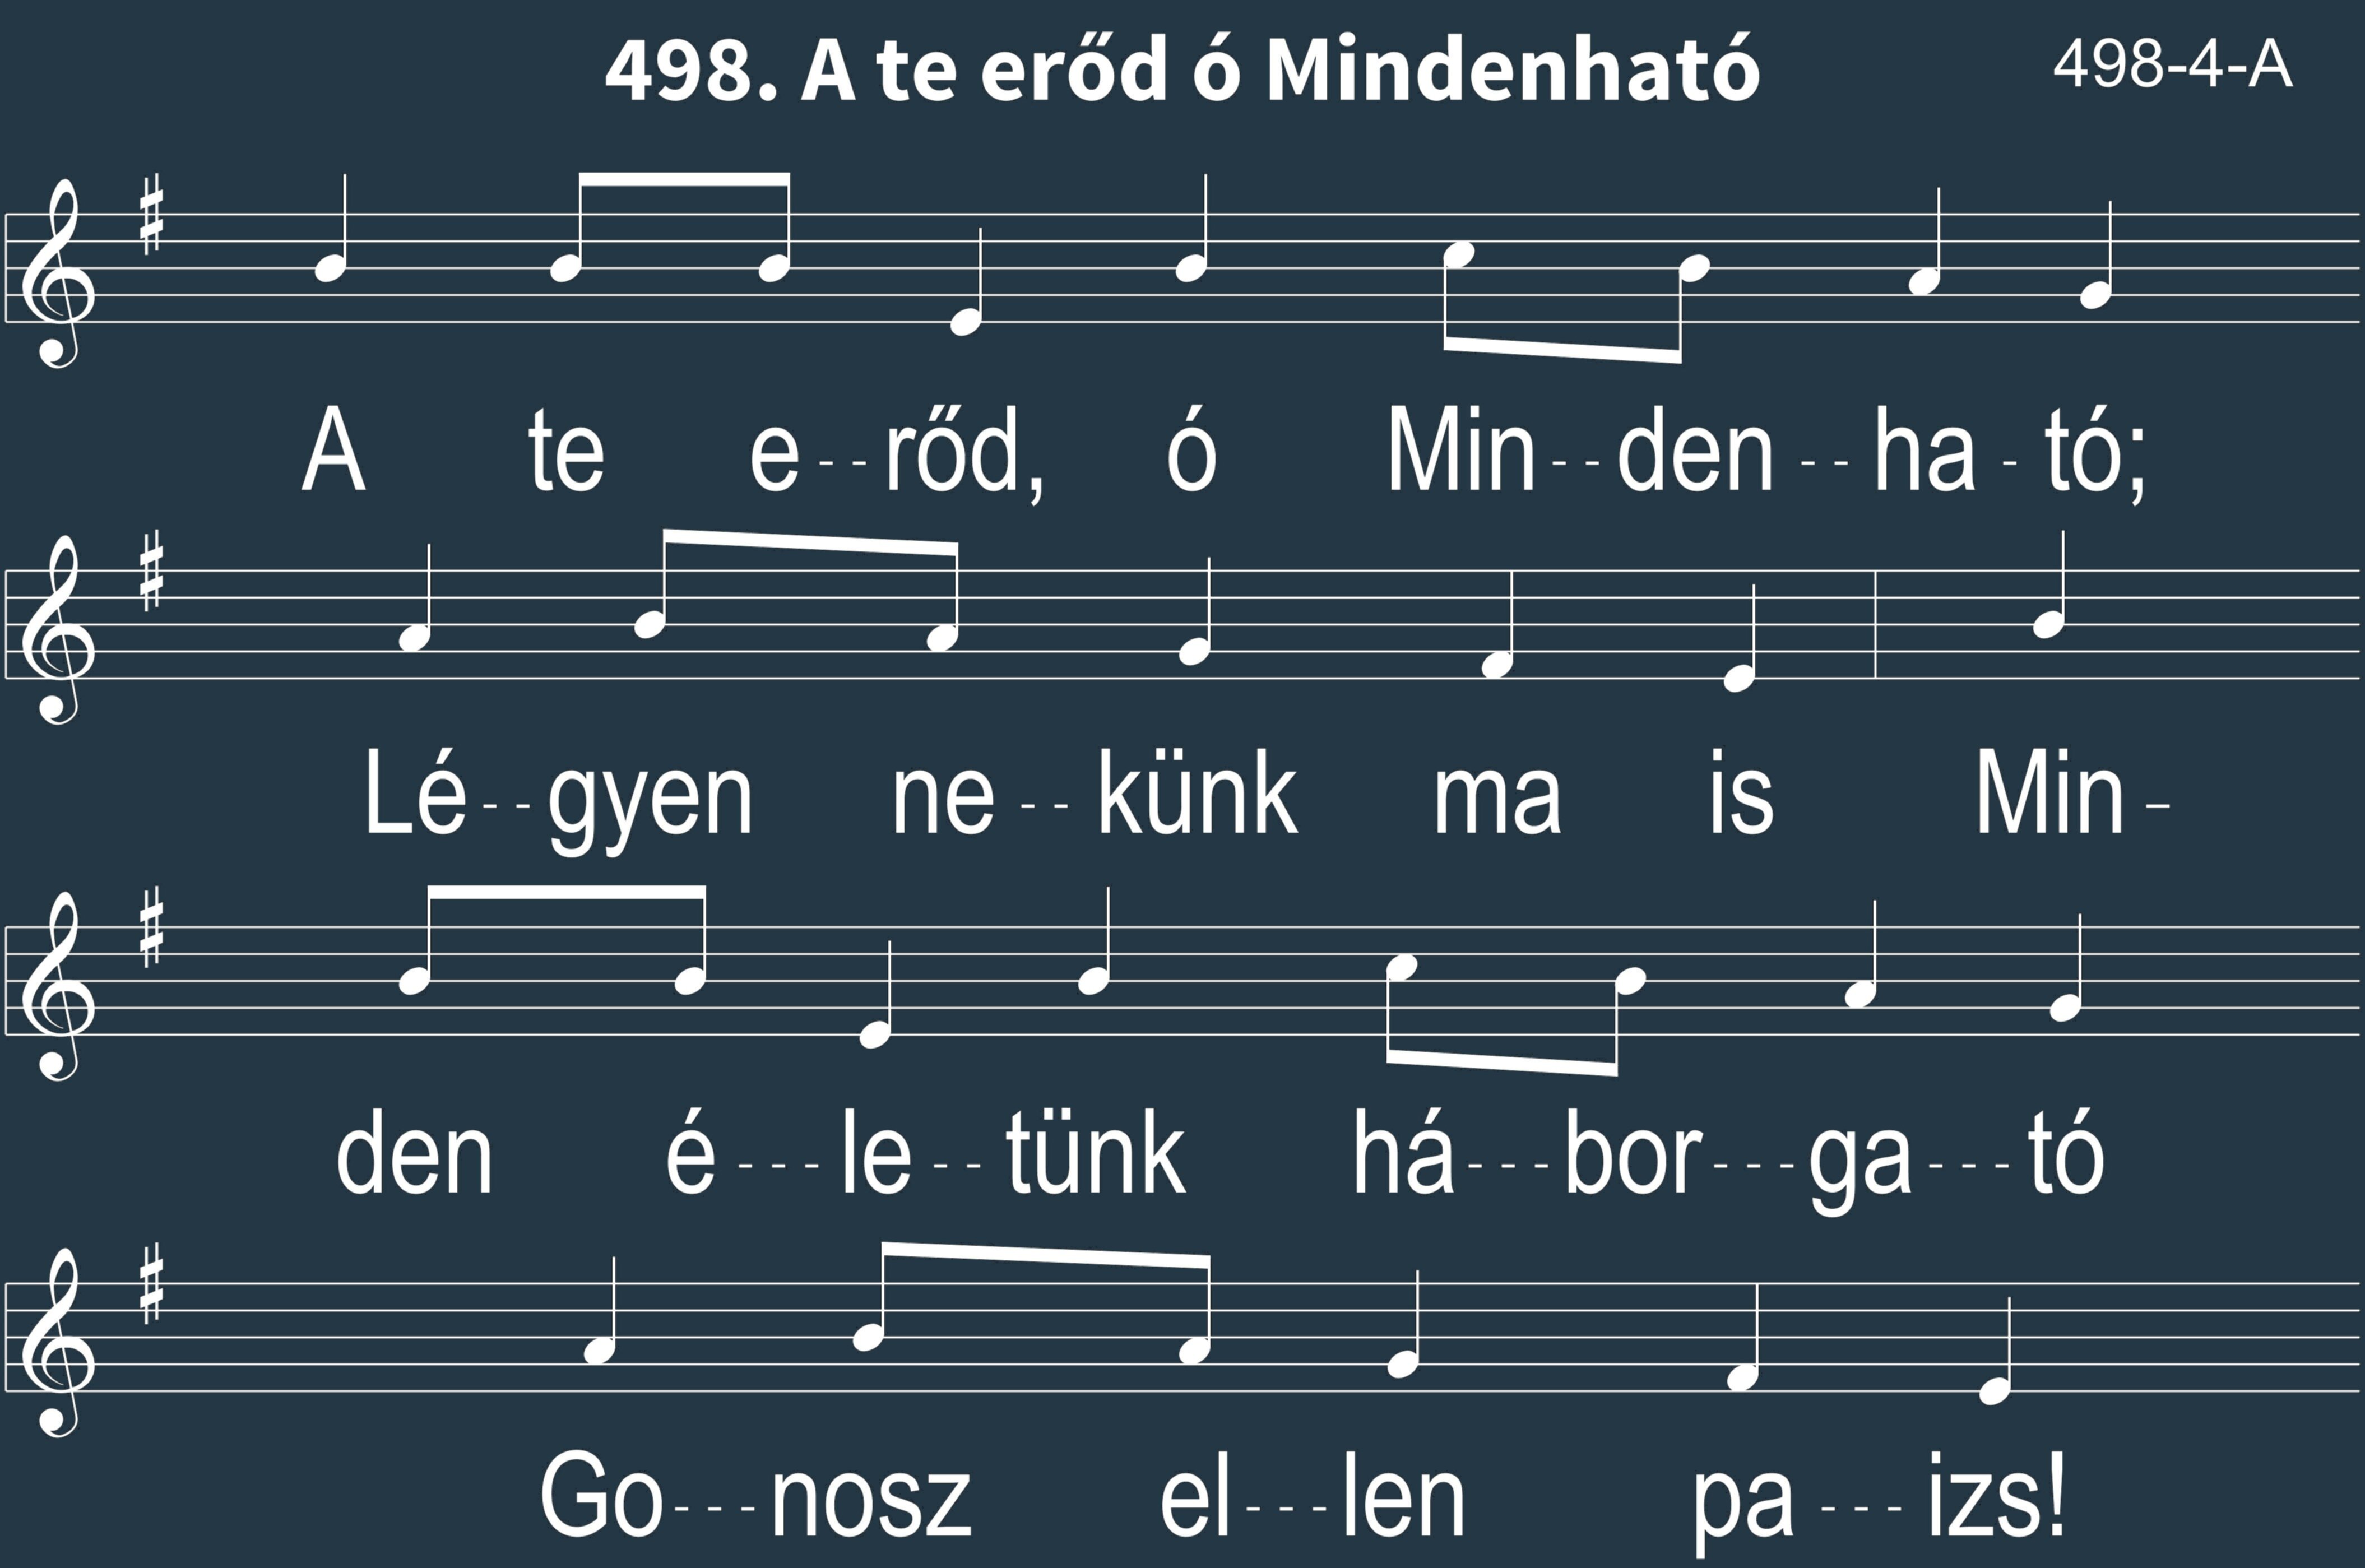 498. A te erőd ó Mindenható 498-4-A
A te e--rőd, ó Min--den--ha-tó;
Lé--gyen ne--künk ma is Min-
den é---le--tünk há---bor---ga---tó
Go---nosz el---len pa---izs!